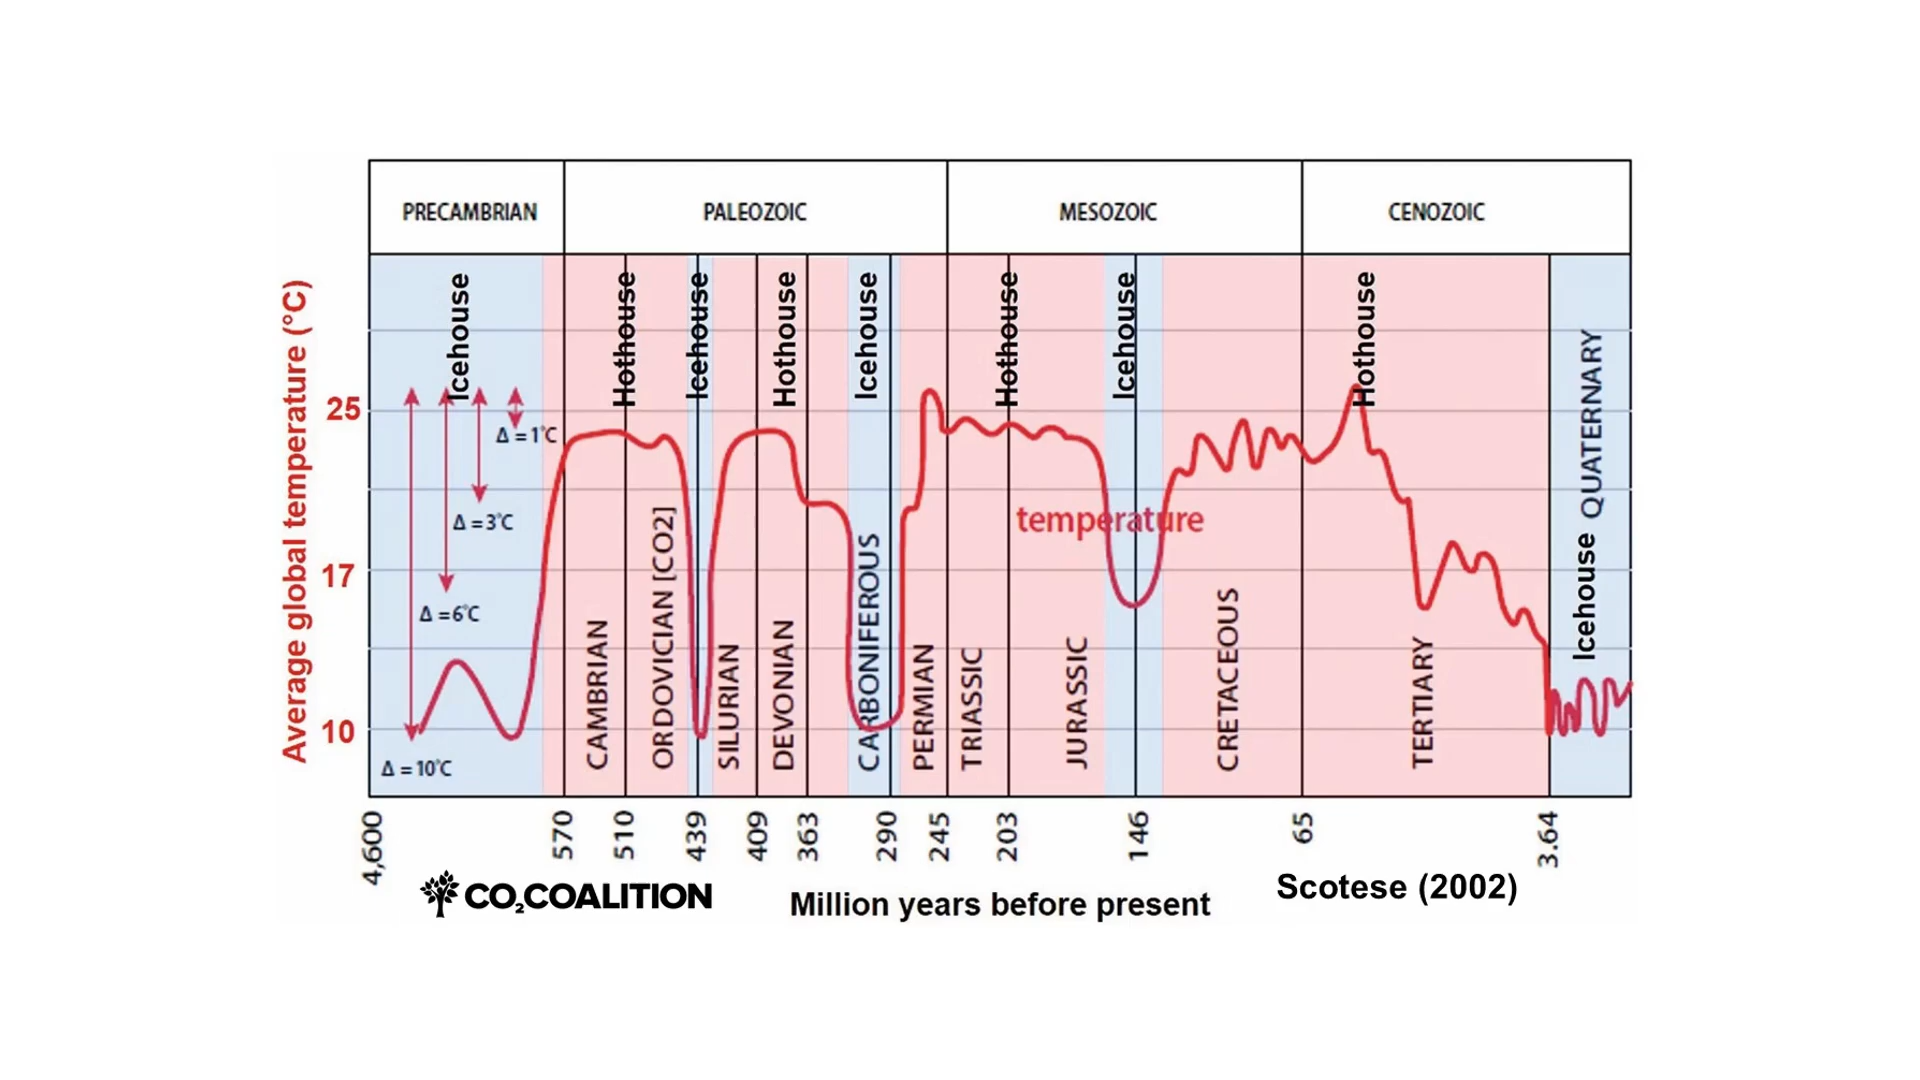 PRECAMBRIAN
PALEOZOIC
MESOZOIC
CENOZOIC
Average global temperature (°C)
25
17
10
Icehouse
Hothouse
Icehouse
Hothouse
Icehouse
Hothouse
Icehouse
Hothouse
Icehouse QUATERNARY
Δ = 1°C
Δ = 3°C
Δ = 6°C
Δ = 10°C
temperature
CAMBRIAN
ORDOVICIAN [CO2]
SILURIAN
DEVONIAN
CARBONIFEROUS
PERMIAN
TRIASSIC
JURASSIC
CRETACEOUS
TERTIARY
4,600
570
510
439
409
363
290
245
203
146
65
3.64
CO₂COALITION
Million years before present
Scotese (2002)